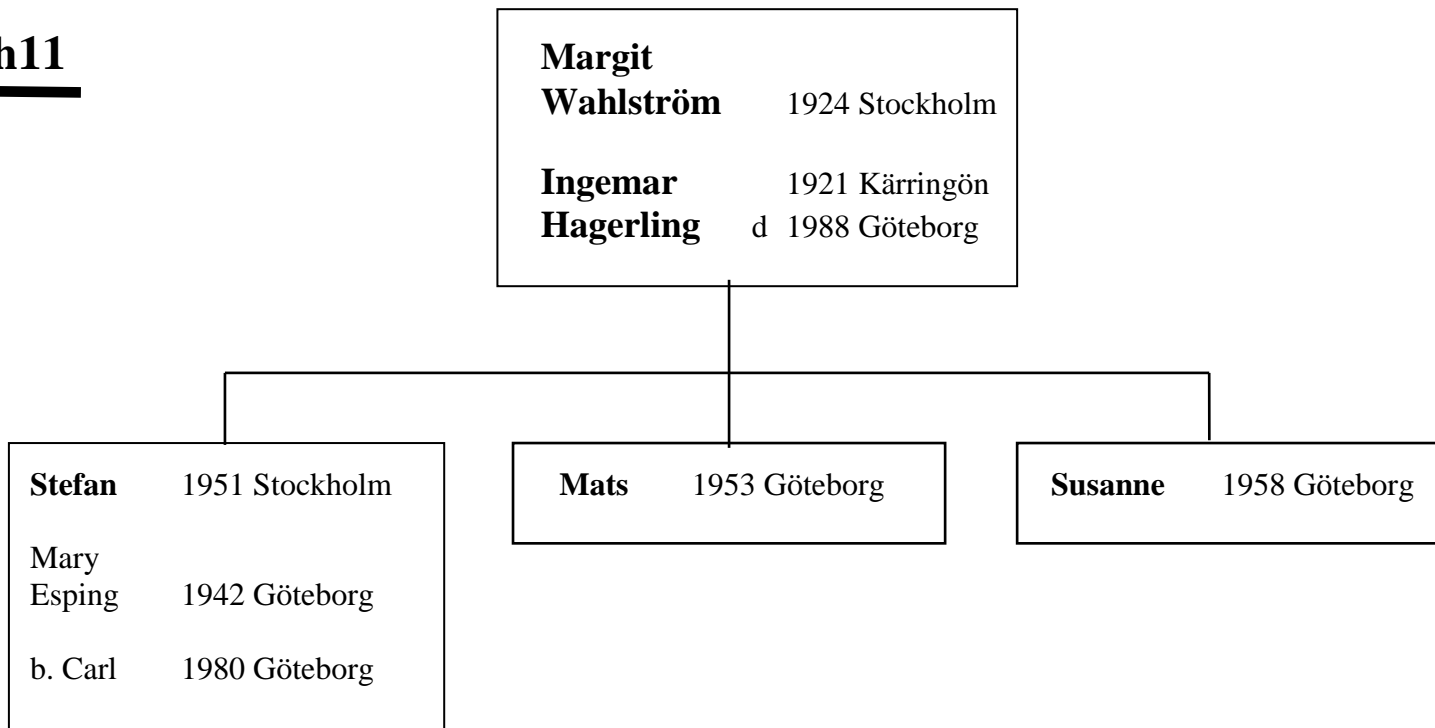 h11
Margit
Wahlström 1924 Stockholm
Ingemar 1921 Kärringön
Hagerling d 1988 Göteborg
Stefan 1951 Stockholm
Mary
Esping 1942 Göteborg
b. Carl 1980 Göteborg
Mats 1953 Göteborg
Susanne 1958 Göteborg